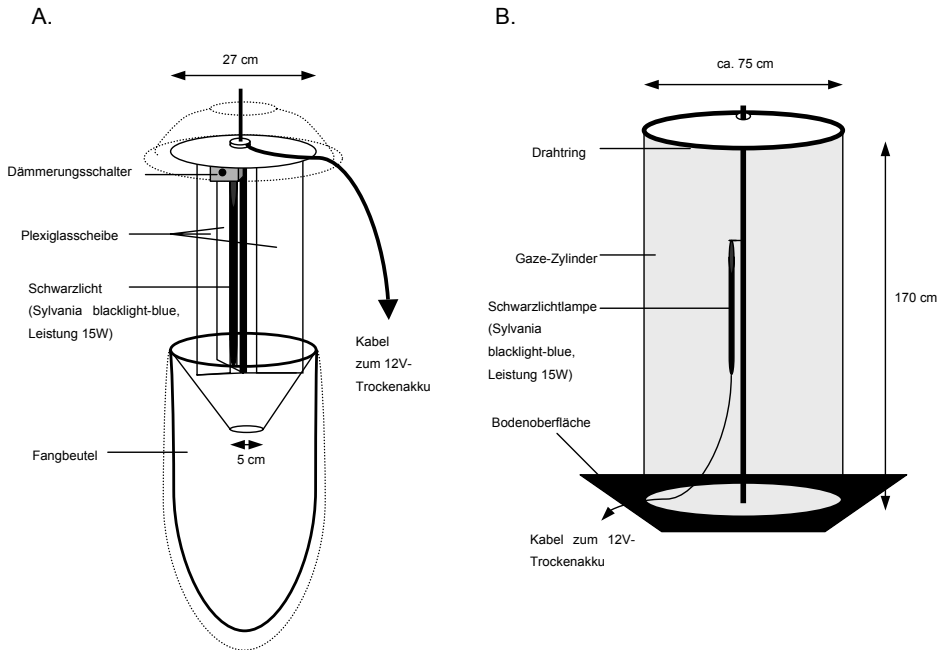 A.
27 cm
Dämmerungsschalter
Plexiglasscheibe
Schwarzlicht
(Sylvania blacklight-blue,
Leistung 15W)
Kabel
zum 12V-
Trockenakku
Fangbeutel
5 cm
B.
ca. 75 cm
Drahtring
Gaze-Zylinder
170 cm
Schwarzlichtlampe
(Sylvania
blacklight-blue,
Leistung 15W)
Bodenoberfläche
Kabel zum 12V-
Trockenakku